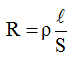 R = ρ ℓ/S